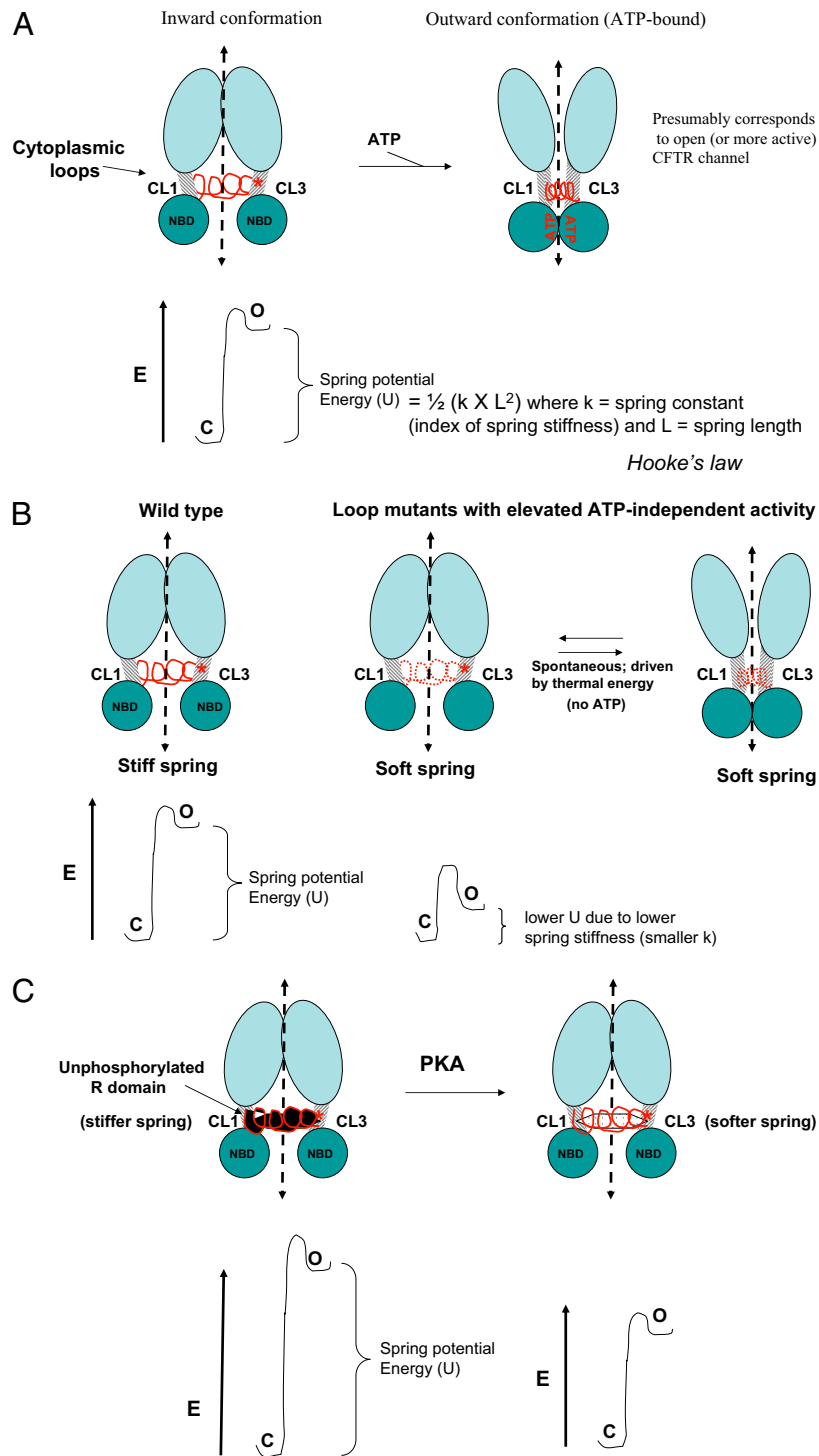 A
Inward conformation
Outward conformation (ATP-bound)
Cytoplasmic
loops
CL1
CL3
NBD
NBD
*
ATP
CL1
CL3
ATP
ATP
Presumably corresponds
to open (or more active)
CFTR channel
E
C
O
Spring potential
Energy (U)
= ½ (k X L²) where k = spring constant
(index of spring stiffness) and L = spring length
Hooke's law
B
Wild type
Loop mutants with elevated ATP-independent activity
CL1
CL3
*
NBD
NBD
Stiff spring
CL1
CL3
*
Soft spring
Spontaneous; driven
by thermal energy
(no ATP)
CL1
CL3
Soft spring
E
C
O
Spring potential
Energy (U)
C
O
lower U due to lower
spring stiffness (smaller k)
C
Unphosphorylated
R domain
(stiffer spring)
CL1
CL3
*
NBD
NBD
PKA
CL1
CL3
*
(softer spring)
NBD
NBD
E
C
O
Spring potential
Energy (U)
E
C
O